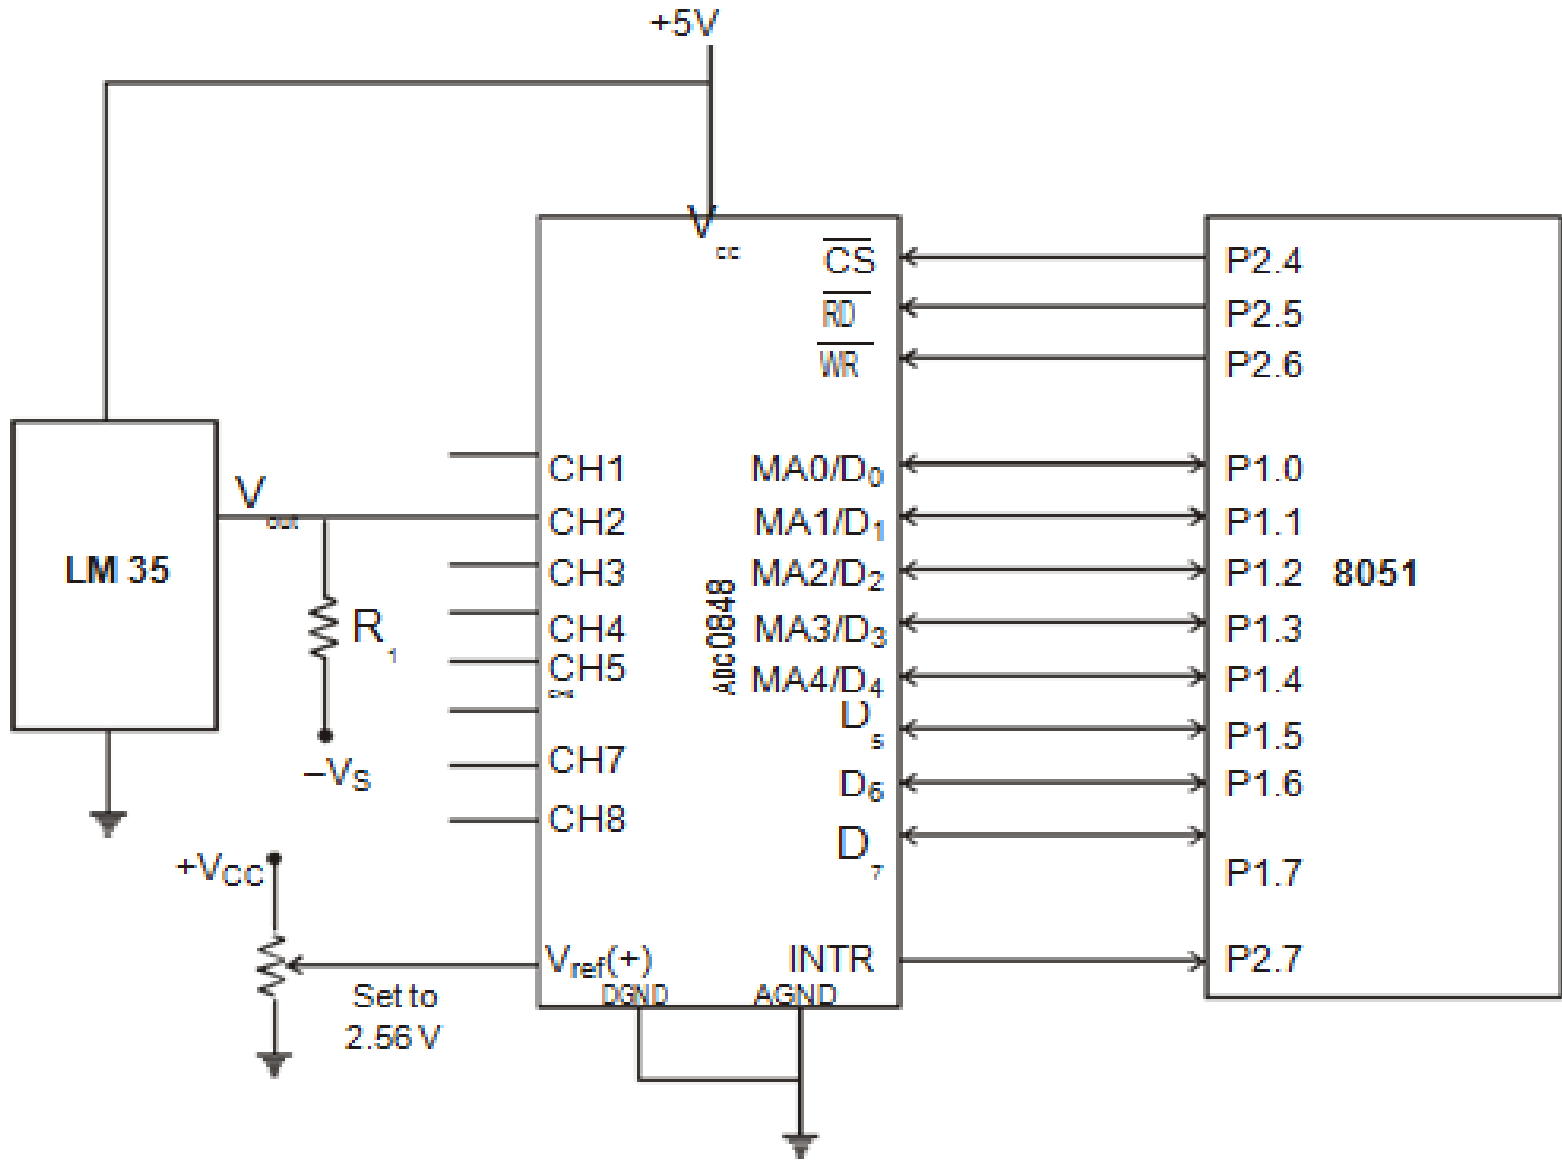 +5V
Vcc
CS
RD
WR
P2.4
P2.5
P2.6
LM 35
Vout
R1
–VS
CH1
CH2
CH3
CH4
CH5
CH7
CH8
ADC0848
MA0/D0
MA1/D1
MA2/D2
MA3/D3
MA4/D4
D5
D6
D7
P1.0
P1.1
P1.2
P1.3
P1.4
P1.5
P1.6
P1.7
8051
+VCC
Vref(+)
Set to
2.56 V
DGND
AGND
INTR
P2.7